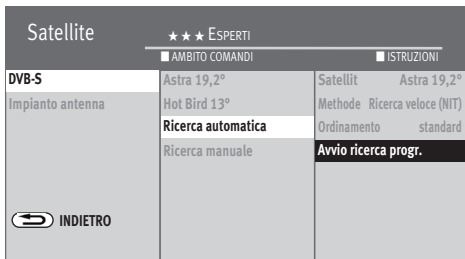 Satellite
★★★ ESPERTI
AMBITO COMANDI
ISTRUZIONI
DVB-S
Impianto antenna
Astra 19,2°
Hot Bird 13°
Ricerca automatica
Ricerca manuale
Satellit Astra 19,2°
Methode Ricerca veloce (NIT)
Ordinamento standard
Avvio ricerca progr.
INDIETRO